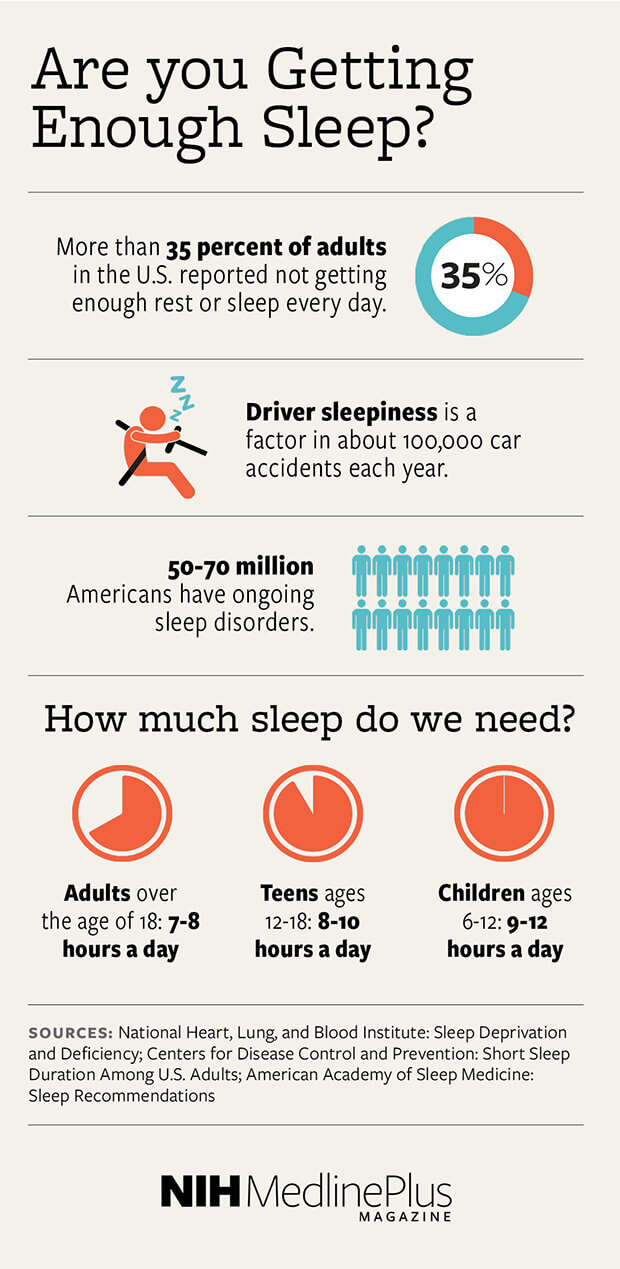 Are you Getting
Enough Sleep?
More than 35 percent of adults
in the U.S. reported not getting
enough rest or sleep every day.
35%
Z
Z
Z
Driver sleepiness is a
factor in about 100,000 car
accidents each year.
50-70 million
Americans have ongoing
sleep disorders.
How much sleep do we need?
Adults over
the age of 18: 7-8
hours a day
Teens ages
12-18: 8-10
hours a day
Children ages
6-12: 9-12
hours a day
SOURCES: National Heart, Lung, and Blood Institute: Sleep Deprivation
and Deficiency; Centers for Disease Control and Prevention: Short Sleep
Duration Among U.S. Adults; American Academy of Sleep Medicine:
Sleep Recommendations
NIH MedlinePlus
MAGAZINE